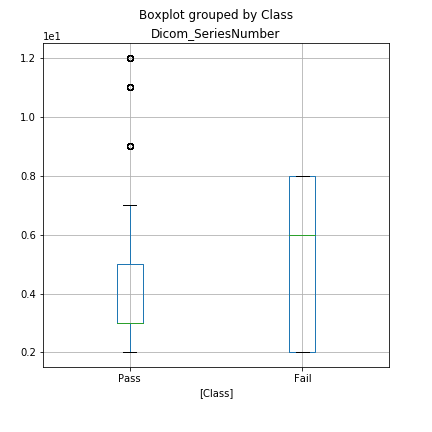 Boxplot grouped by Class
Dicom_SeriesNumber
1e1
1.2
1.0
0.8
0.6
0.4
0.2
Pass
Fail
[Class]